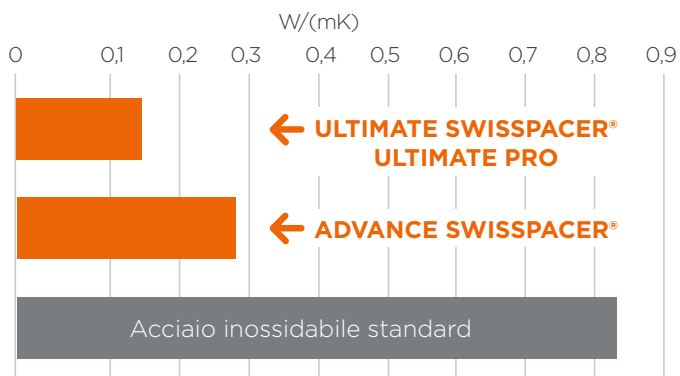 W/(mK)
0 0,1 0,2 0,3 0,4 0,5 0,6 0,7 0,8 0,9
ULTIMATE SWISSPACER®
ULTIMATE PRO
ADVANCE SWISSPACER®
Acciaio inossidabile standard